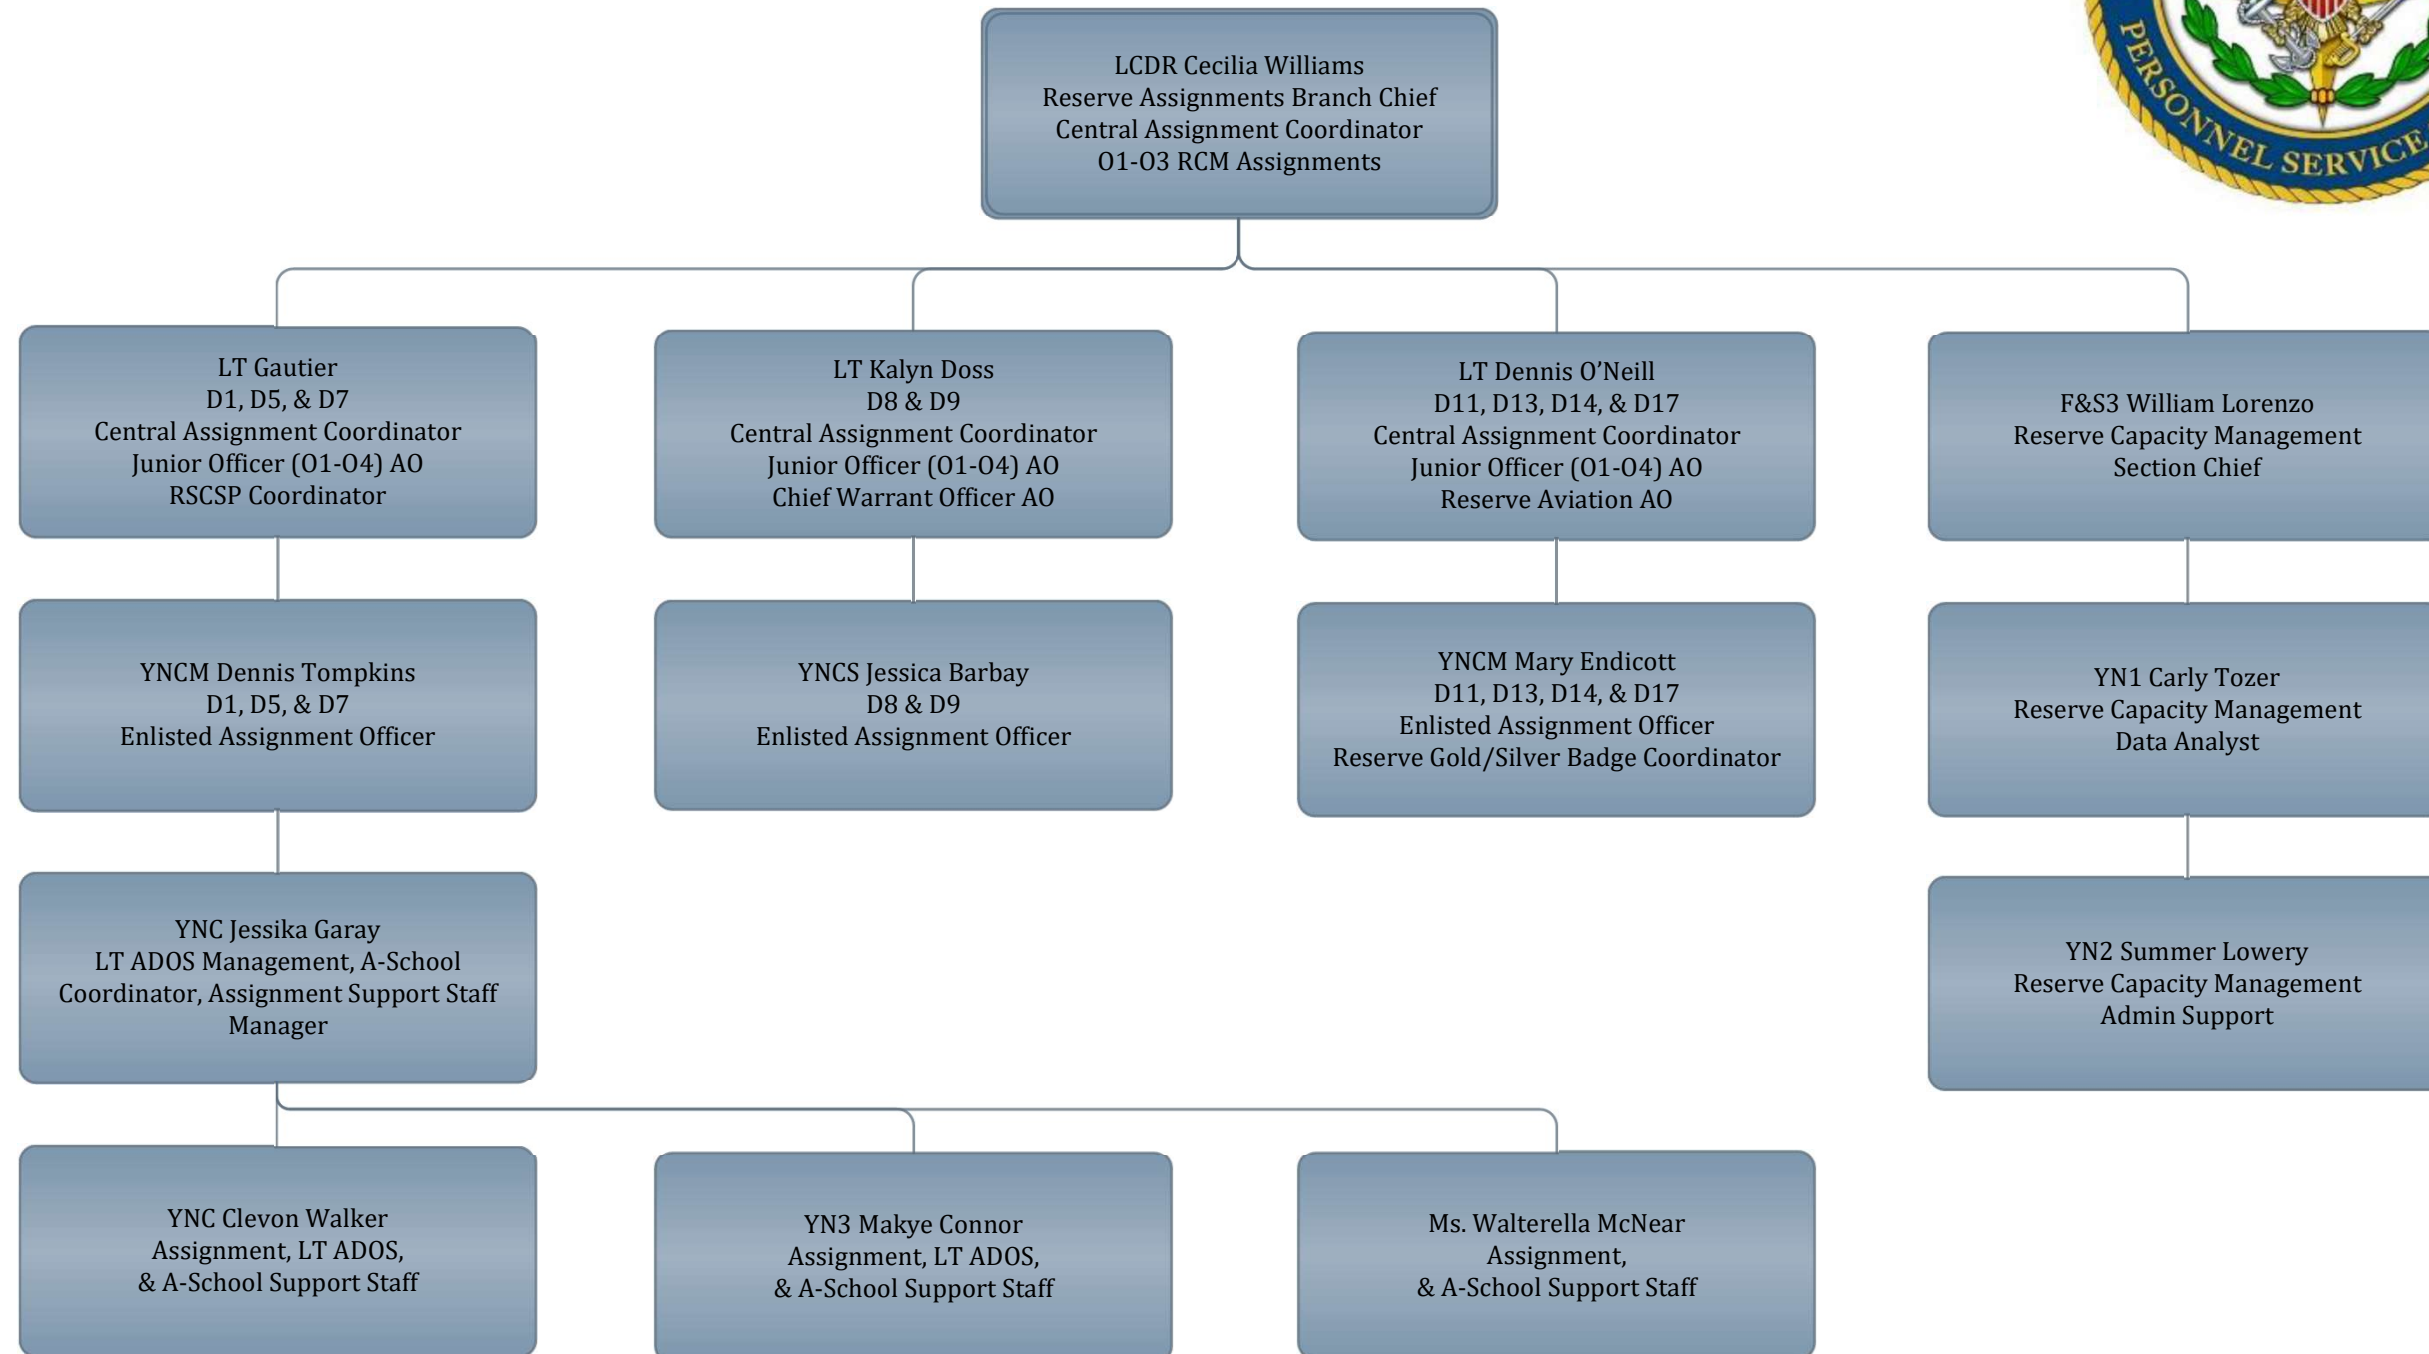 LCDR Cecilia Williams
Reserve Assignments Branch Chief
Central Assignment Coordinator
O1-O3 RCM Assignments
PERSONNEL SERVICE
LT Gautier
D1, D5, & D7
Central Assignment Coordinator
Junior Officer (O1-O4) AO
RSCSP Coordinator
LT Kalyn Doss
D8 & D9
Central Assignment Coordinator
Junior Officer (O1-O4) AO
Chief Warrant Officer AO
LT Dennis O’Neill
D11, D13, D14, & D17
Central Assignment Coordinator
Junior Officer (O1-O4) AO
Reserve Aviation AO
F&S3 William Lorenzo
Reserve Capacity Management
Section Chief
YNCM Dennis Tompkins
D1, D5, & D7
Enlisted Assignment Officer
YNCS Jessica Barbay
D8 & D9
Enlisted Assignment Officer
YNCM Mary Endicott
D11, D13, D14, & D17
Enlisted Assignment Officer
Reserve Gold/Silver Badge Coordinator
YN1 Carly Tozer
Reserve Capacity Management
Data Analyst
YNC Jessika Garay
LT ADOS Management, A-School
Coordinator, Assignment Support Staff
Manager
YN2 Summer Lowery
Reserve Capacity Management
Admin Support
YNC Clevon Walker
Assignment, LT ADOS,
& A-School Support Staff
YN3 Makye Connor
Assignment, LT ADOS,
& A-School Support Staff
Ms. Walterella McNear
Assignment,
& A-School Support Staff